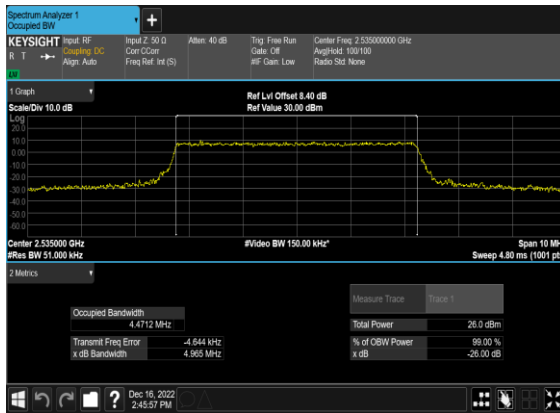 Spectrum Analyzer 1
Occupied BW
KEYSIGHT
R T
LXI
Input: RF
Coupling: DC
Align: Auto
Input Z: 50 Ω
Corr CCorr
Freq Ref: Int (S)
Atten: 40 dB
Trig: Free Run
Gate: Off
#IF Gain: Low
Center Freq: 2.535000000 GHz
Avg|Hold: 100/100
Radio Std: None
1 Graph
Scale/Div 10.0 dB
Ref Lvl Offset 8.40 dB
Ref Value 30.00 dBm
Log
20.0
10.0
0.00
-10.0
-20.0
-30.0
-40.0
-50.0
-60.0
Center 2.535000 GHz
#Res BW 51.000 kHz
#Video BW 150.00 kHz*
Span 10 MH
Sweep 4.80 ms (1001 pt
2 Metrics
Measure Trace
Trace 1
Occupied Bandwidth
4.4712 MHz
Total Power
26.0 dBm
Transmit Freq Error
-4.644 kHz
% of OBW Power
99.00 %
x dB Bandwidth
4.965 MHz
x dB
-26.00 dB
?
Dec 16, 2022
2:45:57 PM